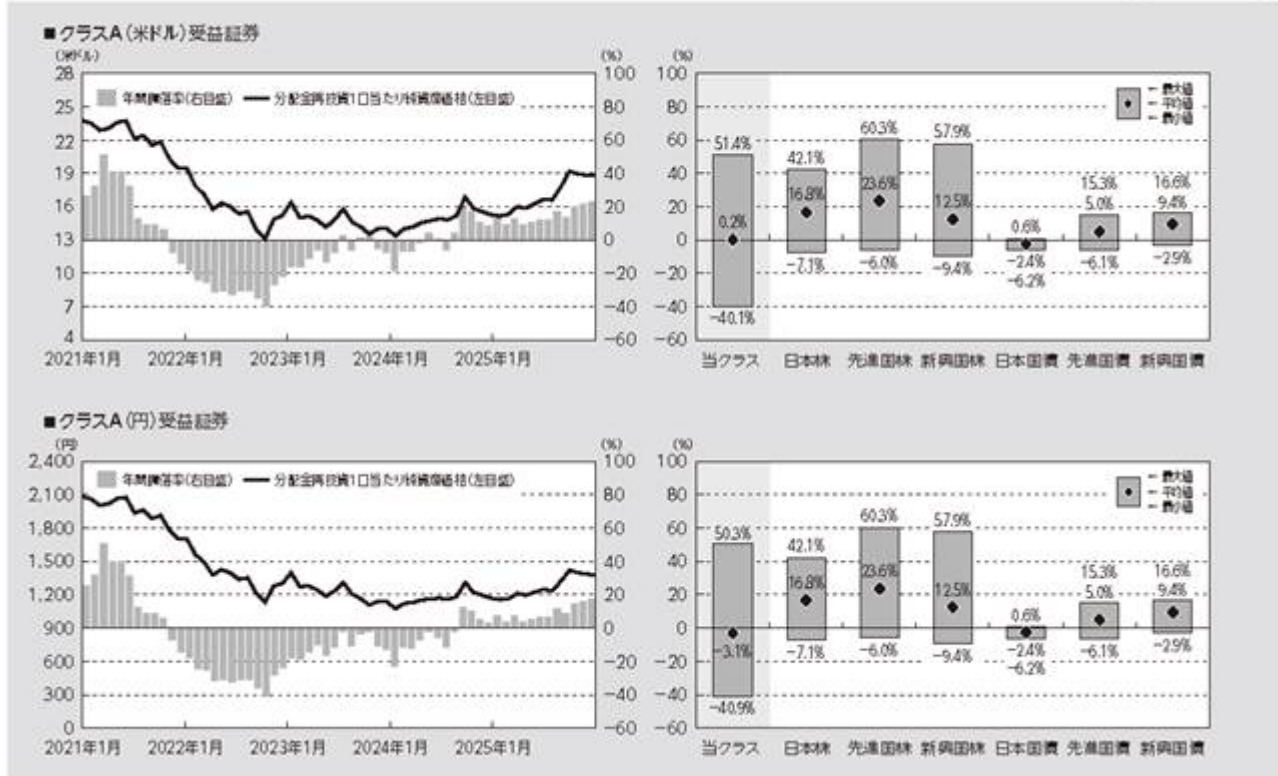 ■クラスA（米ドル）受益証券
（米ドル） （%） （%）
年間騰落率（右目盛） 分配金再投資1口当たり純資産価格（左目盛）
28
25
22
19
16
13
10
7
4
100
80
60
40
20
0
−20
−40
−60
2021年1月 2022年1月 2023年1月 2024年1月 2025年1月
100
80
60
40
20
0
−20
−40
−60
←最大値
←平均値
←最小値
51.4% 42.1% 60.3% 57.9% 0.6% 15.3% 16.6%
0.2% 16.8% 23.6% 12.5% −2.4% 5.0% 9.4%
−40.1% −7.1% −6.0% −9.4% −6.2% −6.1% −2.9%
当クラス 日本株 先進国株 新興国株 日本国債 先進国債 新興国債
■クラスA（円）受益証券
（円） （%） （%）
年間騰落率（右目盛） 分配金再投資1口当たり純資産価格（左目盛）
2,400
2,100
1,800
1,500
1,200
900
600
300
0
100
80
60
40
20
0
−20
−40
−60
2021年1月 2022年1月 2023年1月 2024年1月 2025年1月
100
80
60
40
20
0
−20
−40
−60
←最大値
←平均値
←最小値
50.3% 42.1% 60.3% 57.9% 0.6% 15.3% 16.6%
−3.1% 16.8% 23.6% 12.5% −2.4% 5.0% 9.4%
−40.9% −7.1% −6.0% −9.4% −6.2% −6.1% −2.9%
当クラス 日本株 先進国株 新興国株 日本国債 先進国債 新興国債